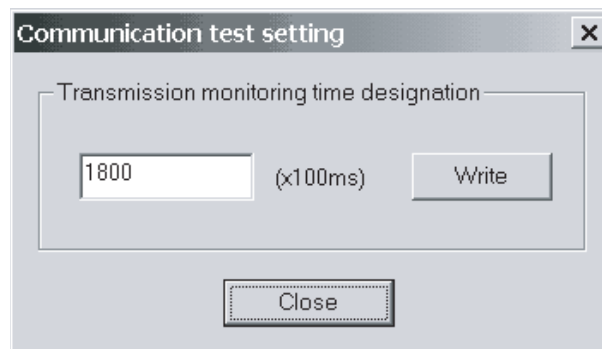 Communication test setting
Transmission monitoring time designation
1800 (x100ms) Write
Close